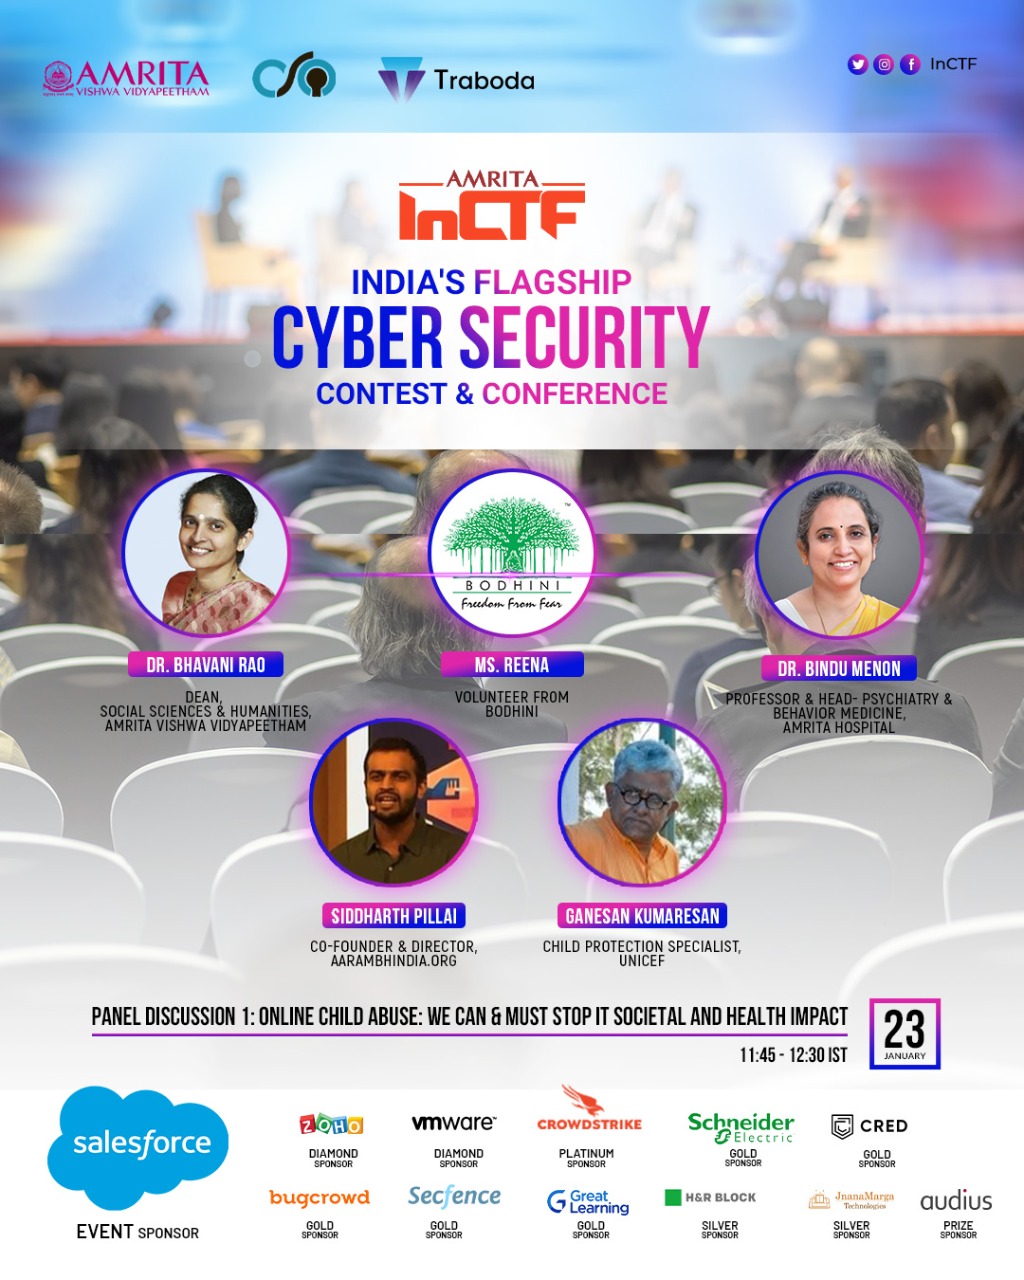 AMRITA
VISHWA VIDYAPEETHAM
Traboda
InCTF
AMRITA
InCTF
INDIA'S FLAGSHIP
CYBER SECURITY
CONTEST & CONFERENCE
BODHINI
Freedom From Fear
TM
DR. BHAVANI RAO
DEAN,
SOCIAL SCIENCES & HUMANITIES,
AMRITA VISHWA VIDYAPEETHAM
MS. REENA
VOLUNTEER FROM
BODHINI
DR. BINDU MENON
PROFESSOR & HEAD- PSYCHIATRY &
BEHAVIOR MEDICINE,
AMRITA HOSPITAL
SIDDHARTH PILLAI
CO-FOUNDER & DIRECTOR,
AARAMBHINDIA.ORG
GANESAN KUMARESAN
CHILD PROTECTION SPECIALIST,
UNICEF
PANEL DISCUSSION 1: ONLINE CHILD ABUSE: WE CAN & MUST STOP IT SOCIETAL AND HEALTH IMPACT
11:45 - 12:30 IST
23
JANUARY
salesforce
EVENT SPONSOR
ZOHO
DIAMOND
SPONSOR
vmware
DIAMOND
SPONSOR
CROWDSTRIKE
PLATINUM
SPONSOR
Schneider
Electric
GOLD
SPONSOR
CRED
GOLD
SPONSOR
bugcrowd
GOLD
SPONSOR
Secfence
GOLD
SPONSOR
Great
Learning
GOLD
SPONSOR
H&R BLOCK
SILVER
SPONSOR
JnanaMarga
Technologies
SILVER
SPONSOR
audius
PRIZE
SPONSOR